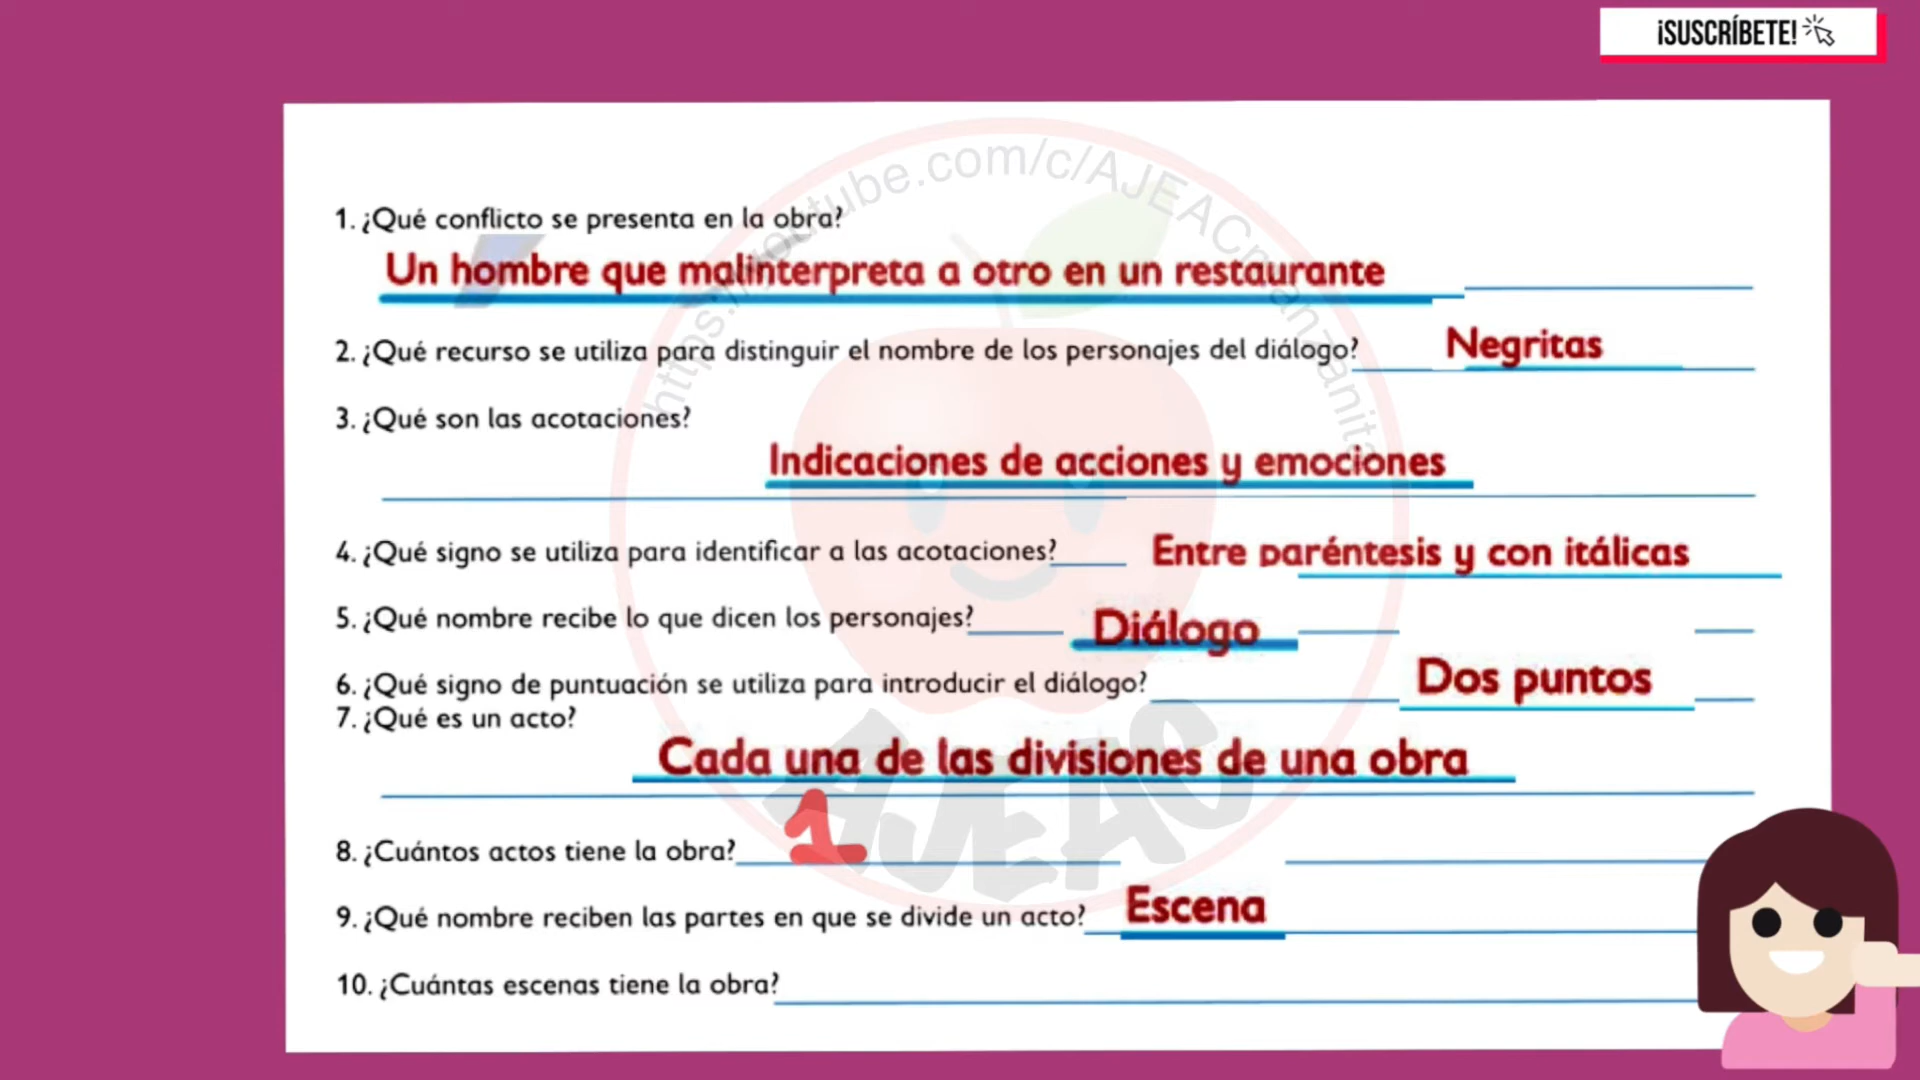 ¡SUSCRÍBETE!
https://youtube.com/c/AJEACmanzanita
1. ¿Qué conflicto se presenta en la obra?
Un hombre que malinterpreta a otro en un restaurante
2. ¿Qué recurso se utiliza para distinguir el nombre de los personajes del diálogo? Negritas
3. ¿Qué son las acotaciones?
Indicaciones de acciones y emociones
4. ¿Qué signo se utiliza para identificar a las acotaciones? Entre paréntesis y con itálicas
5. ¿Qué nombre recibe lo que dicen los personajes? Diálogo
6. ¿Qué signo de puntuación se utiliza para introducir el diálogo? Dos puntos
7. ¿Qué es un acto?
Cada una de las divisiones de una obra
AJEAC
8. ¿Cuántos actos tiene la obra? 1
9. ¿Qué nombre reciben las partes en que se divide un acto? Escena
10. ¿Cuántas escenas tiene la obra?